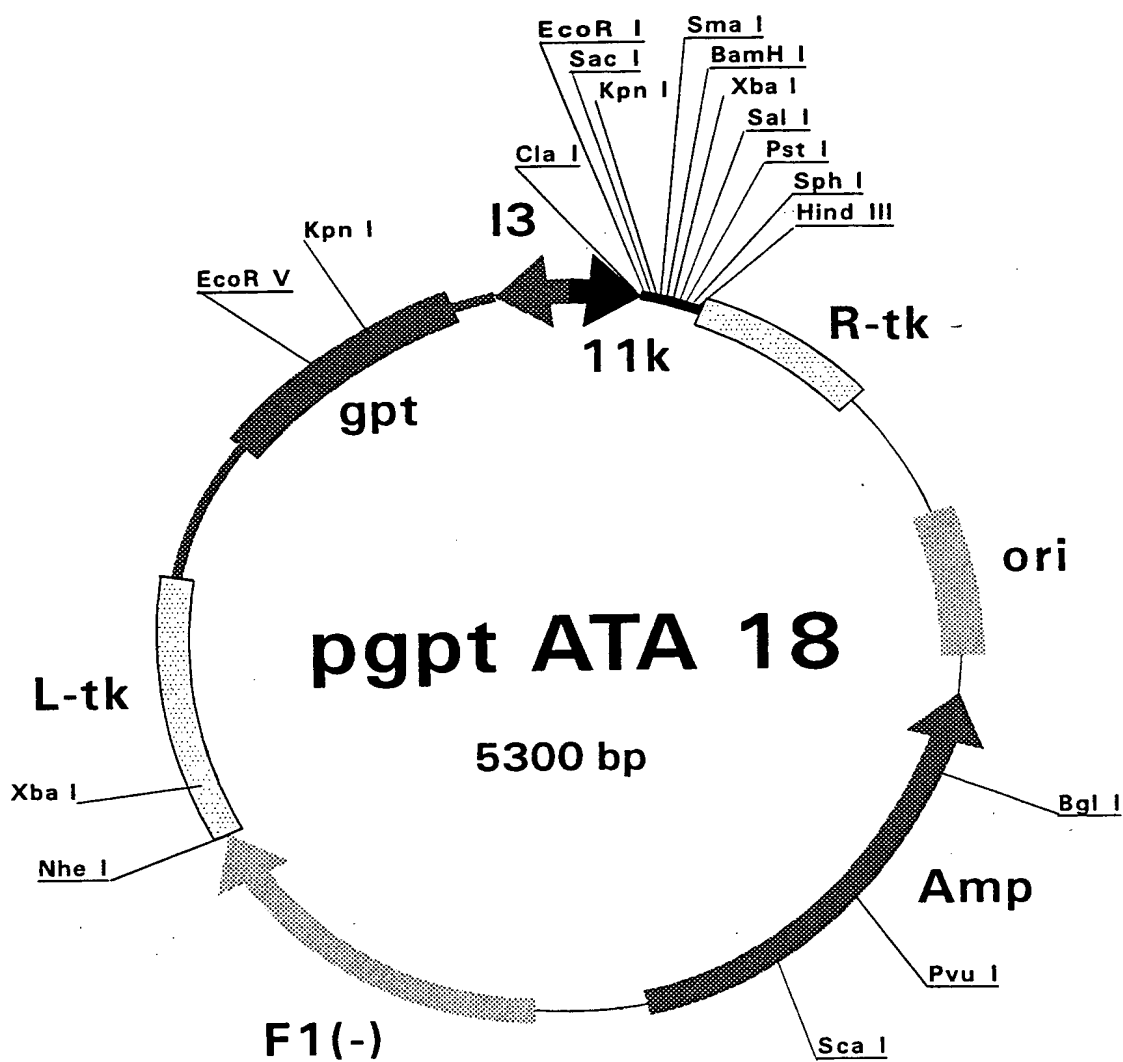 EcoR I
Sma I
Sac I
BamH I
Kpn I
Xba I
Sal I
Cla I
Pst I
Sph I
I3
Hind III
Kpn I
EcoR V
R-tk
11k
gpt
ori
pgpt ATA 18
L-tk
5300 bp
Xba I
Bgl I
Nhe I
Amp
Pvu I
F1(-)
Sca I